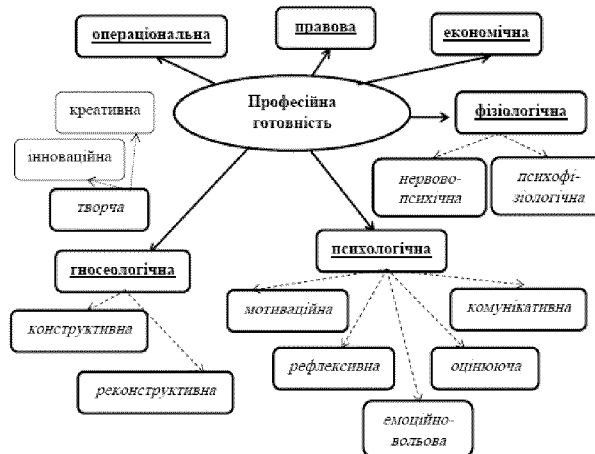 операціональна
правова
економічна
Професійна
готовність
креативна
фізіологічна
інноваційна
нервово-
психічна
психофі-
зіологічна
творча
психологічна
гносеологічна
мотиваційна
комунікативна
конструктивна
рефлексивна
оцінююча
реконструктивна
емоційно-
вольова